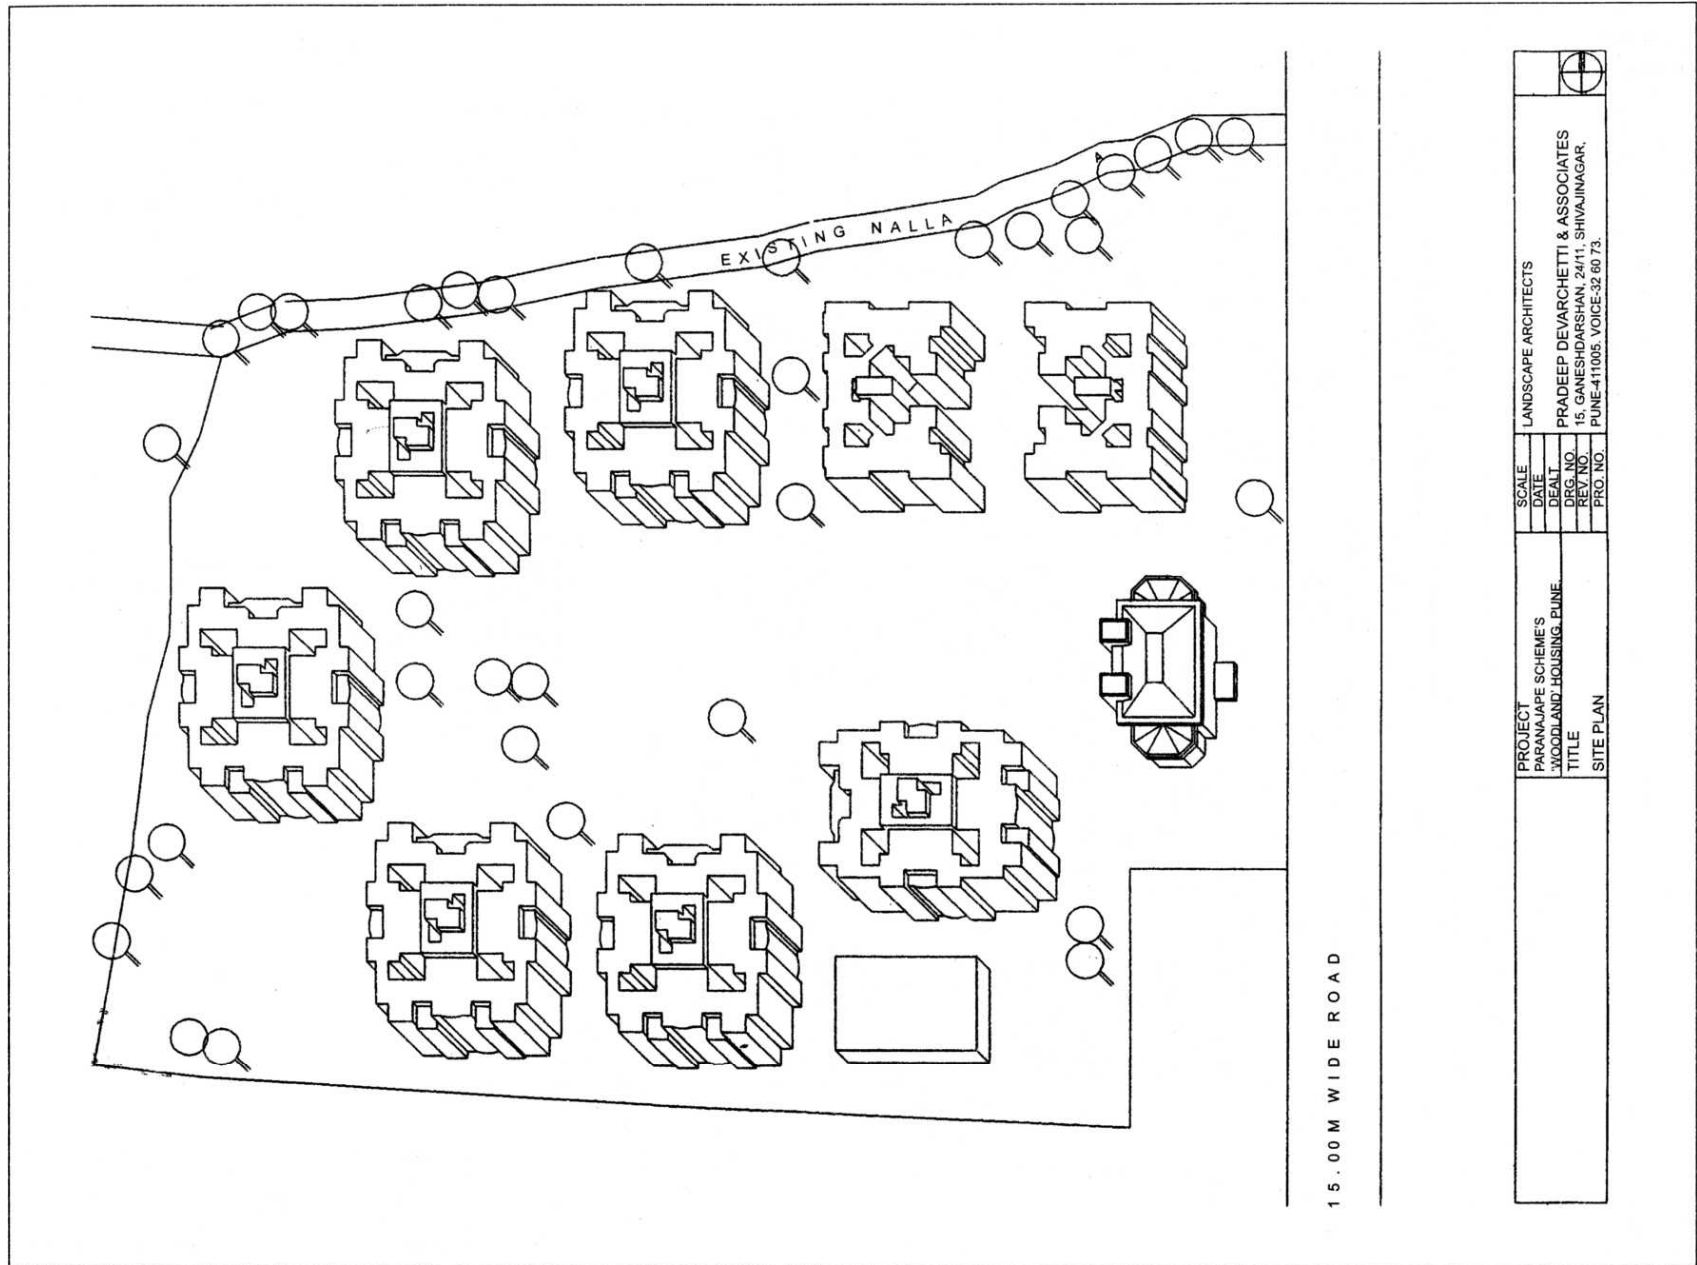 EXISTING NALLA
A
15.00M WIDE ROAD
PROJECT
PARANAJAPE SCHEME'S
'WOODLAND' HOUSING, PUNE.
TITLE
SITE PLAN
SCALE
DATE
DEALT
DRG. NO.
REV. NO.
PRO. NO.
LANDSCAPE ARCHITECTS
PRADEEP DEVARCHETTI & ASSOCIATES
15, GANESHDARSHAN, 24/11, SHIVAJINAGAR,
PUNE-411005. VOICE-32 60 73.